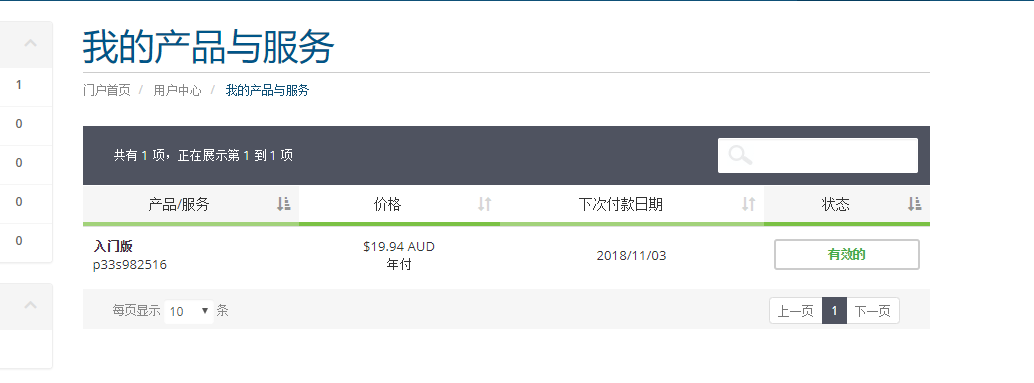 我的产品与服务
门户首页 / 用户中心 / 我的产品与服务
1
0
0
0
0
共有 1 项，正在展示第 1 到 1 项
产品/服务 价格 下次付款日期 状态
入门版 $19.94 AUD 2018/11/03 有效的
p33s982516 年付
每页显示 10 条 上一页 1 下一页